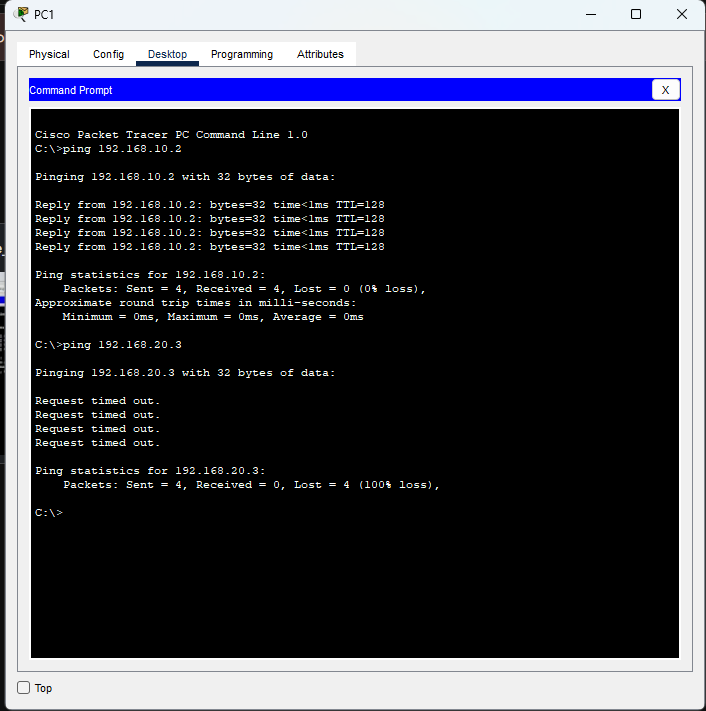 PC1
Physical Config Desktop Programming Attributes
Command Prompt X
Cisco Packet Tracer PC Command Line 1.0
C:\>ping 192.168.10.2
Pinging 192.168.10.2 with 32 bytes of data:
Reply from 192.168.10.2: bytes=32 time<1ms TTL=128
Reply from 192.168.10.2: bytes=32 time<1ms TTL=128
Reply from 192.168.10.2: bytes=32 time<1ms TTL=128
Reply from 192.168.10.2: bytes=32 time<1ms TTL=128
Ping statistics for 192.168.10.2:
Packets: Sent = 4, Received = 4, Lost = 0 (0% loss),
Approximate round trip times in milli-seconds:
Minimum = 0ms, Maximum = 0ms, Average = 0ms
C:\>ping 192.168.20.3
Pinging 192.168.20.3 with 32 bytes of data:
Request timed out.
Request timed out.
Request timed out.
Request timed out.
Ping statistics for 192.168.20.3:
Packets: Sent = 4, Received = 0, Lost = 4 (100% loss),
C:\>
Top